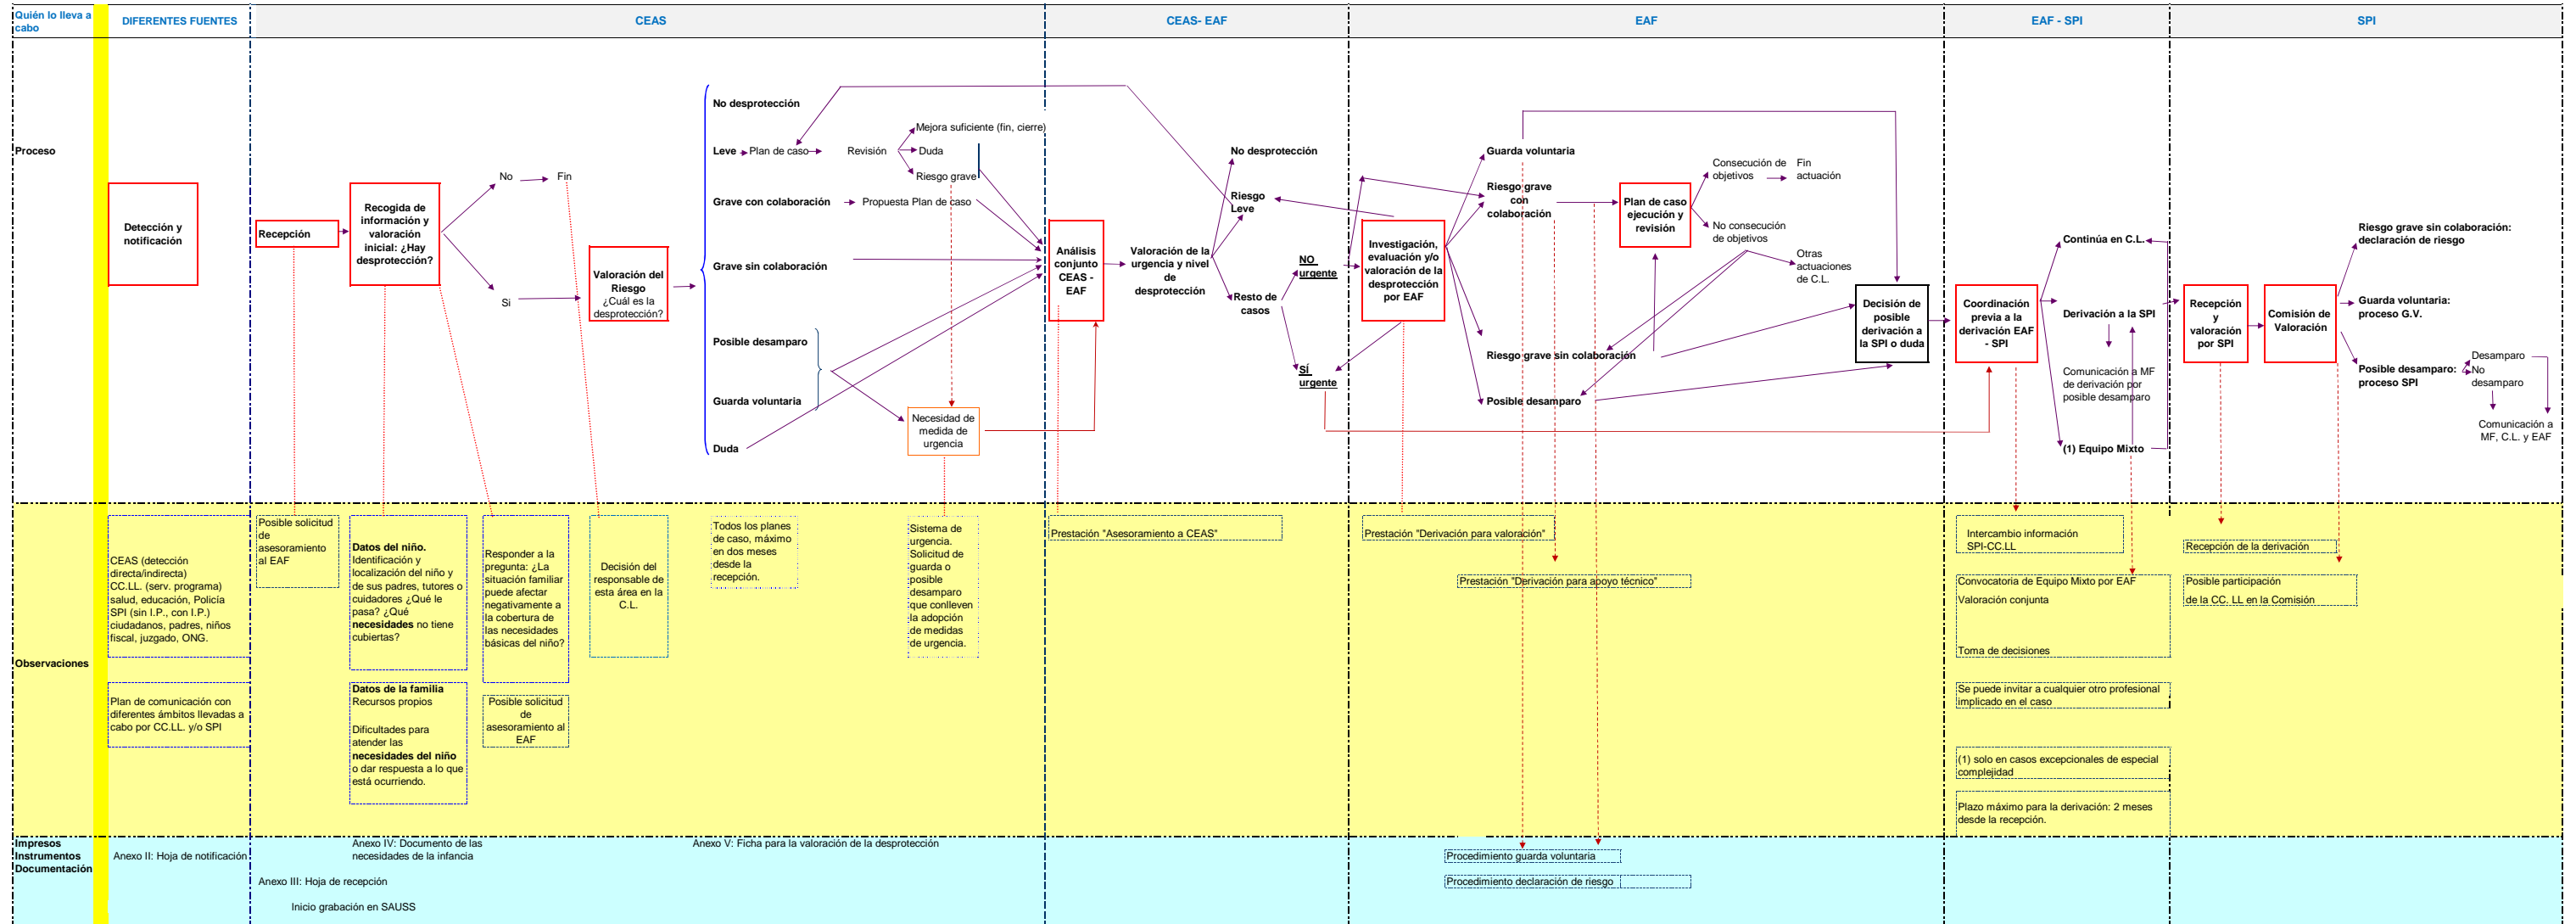 Quién lo lleva a
cabo
DIFERENTES FUENTES
CEAS
CEAS- EAF
EAF
EAF - SPI
SPI
Proceso
Detección y
notificación
Recepción
Recogida de
información y
valoración
inicial: ¿Hay
desprotección?
No
Fin
Si
Valoración del
Riesgo
¿Cuál es la
desprotección?
No desprotección
Leve
Plan de caso
Revisión
Mejora suficiente (fin, cierre)
Duda
Riesgo grave
Grave con colaboración
Propuesta Plan de caso
Grave sin colaboración
Posible desamparo
Guarda voluntaria
Duda
Necesidad de
medida de
urgencia
Análisis
conjunto
CEAS -
EAF
Valoración de la
urgencia y nivel
de
desprotección
No desprotección
Riesgo
Leve
Resto de
casos
NO
urgente
SÍ
urgente
Investigación,
evaluación y/o
valoración de la
desprotección
por EAF
Guarda voluntaria
Riesgo grave
con
colaboración
Riesgo grave sin colaboración
Posible desamparo
Plan de caso
ejecución y
revisión
Consecución de
objetivos
Fin
actuación
No consecución
de objetivos
Otras
actuaciones
de C.L.
Decisión de
posible
derivación a
la SPI o duda
Coordinación
previa a la
derivación EAF
- SPI
Continúa en C.L.
Derivación a la SPI
Comunicación a MF
de derivación por
posible desamparo
(1) Equipo Mixto
Recepción
y
valoración
por SPI
Comisión de
Valoración
Riesgo grave sin colaboración:
declaración de riesgo
Guarda voluntaria:
proceso G.V.
Posible desamparo:
proceso SPI
Desamparo
No
desamparo
Comunicación a
MF, C.L. y EAF
Observaciones
CEAS (detección
directa/indirecta)
CC.LL. (serv. programa)
salud, educación, Policía
SPI (sin I.P., con I.P.)
ciudadanos, padres, niños
fiscal, juzgado, ONG.
Plan de comunicación con
diferentes ámbitos llevadas a
cabo por CC.LL. y/o SPI
Posible solicitud
de
asesoramiento
al EAF
Datos del niño.
Identificación y
localización del niño y
de sus padres, tutores o
cuidadores ¿Qué le
pasa? ¿Qué
necesidades no tiene
cubiertas?
Datos de la familia
Recursos propios
Dificultades para
atender las
necesidades del niño
o dar respuesta a lo que
está ocurriendo.
Responder a la
pregunta: ¿La
situación familiar
puede afectar
negativamente a
la cobertura de
las necesidades
básicas del niño?
Posible solicitud
de
asesoramiento al
EAF
Decisión del
responsable de
esta área en la
C.L.
Todos los planes
de caso, máximo
en dos meses
desde la
recepción.
Sistema de
urgencia.
Solicitud de
guarda o
posible
desamparo
que conlleven
la adopción
de medidas
de urgencia.
Prestación "Asesoramiento a CEAS"
Prestación "Derivación para valoración"
Prestación "Derivación para apoyo técnico"
Intercambio información
SPI-CC.LL
Convocatoria de Equipo Mixto por EAF
Valoración conjunta
Toma de decisiones
Se puede invitar a cualquier otro profesional
implicado en el caso
(1) solo en casos excepcionales de especial
complejidad
Plazo máximo para la derivación: 2 meses
desde la recepción.
Recepción de la derivación
Posible participación
de la CC. LL en la Comisión
Impresos
Instrumentos
Documentación
Anexo II: Hoja de notificación
Anexo IV: Documento de las
necesidades de la infancia
Anexo III: Hoja de recepción
Inicio grabación en SAUSS
Anexo V: Ficha para la valoración de la desprotección
Procedimiento guarda voluntaria
Procedimiento declaración de riesgo